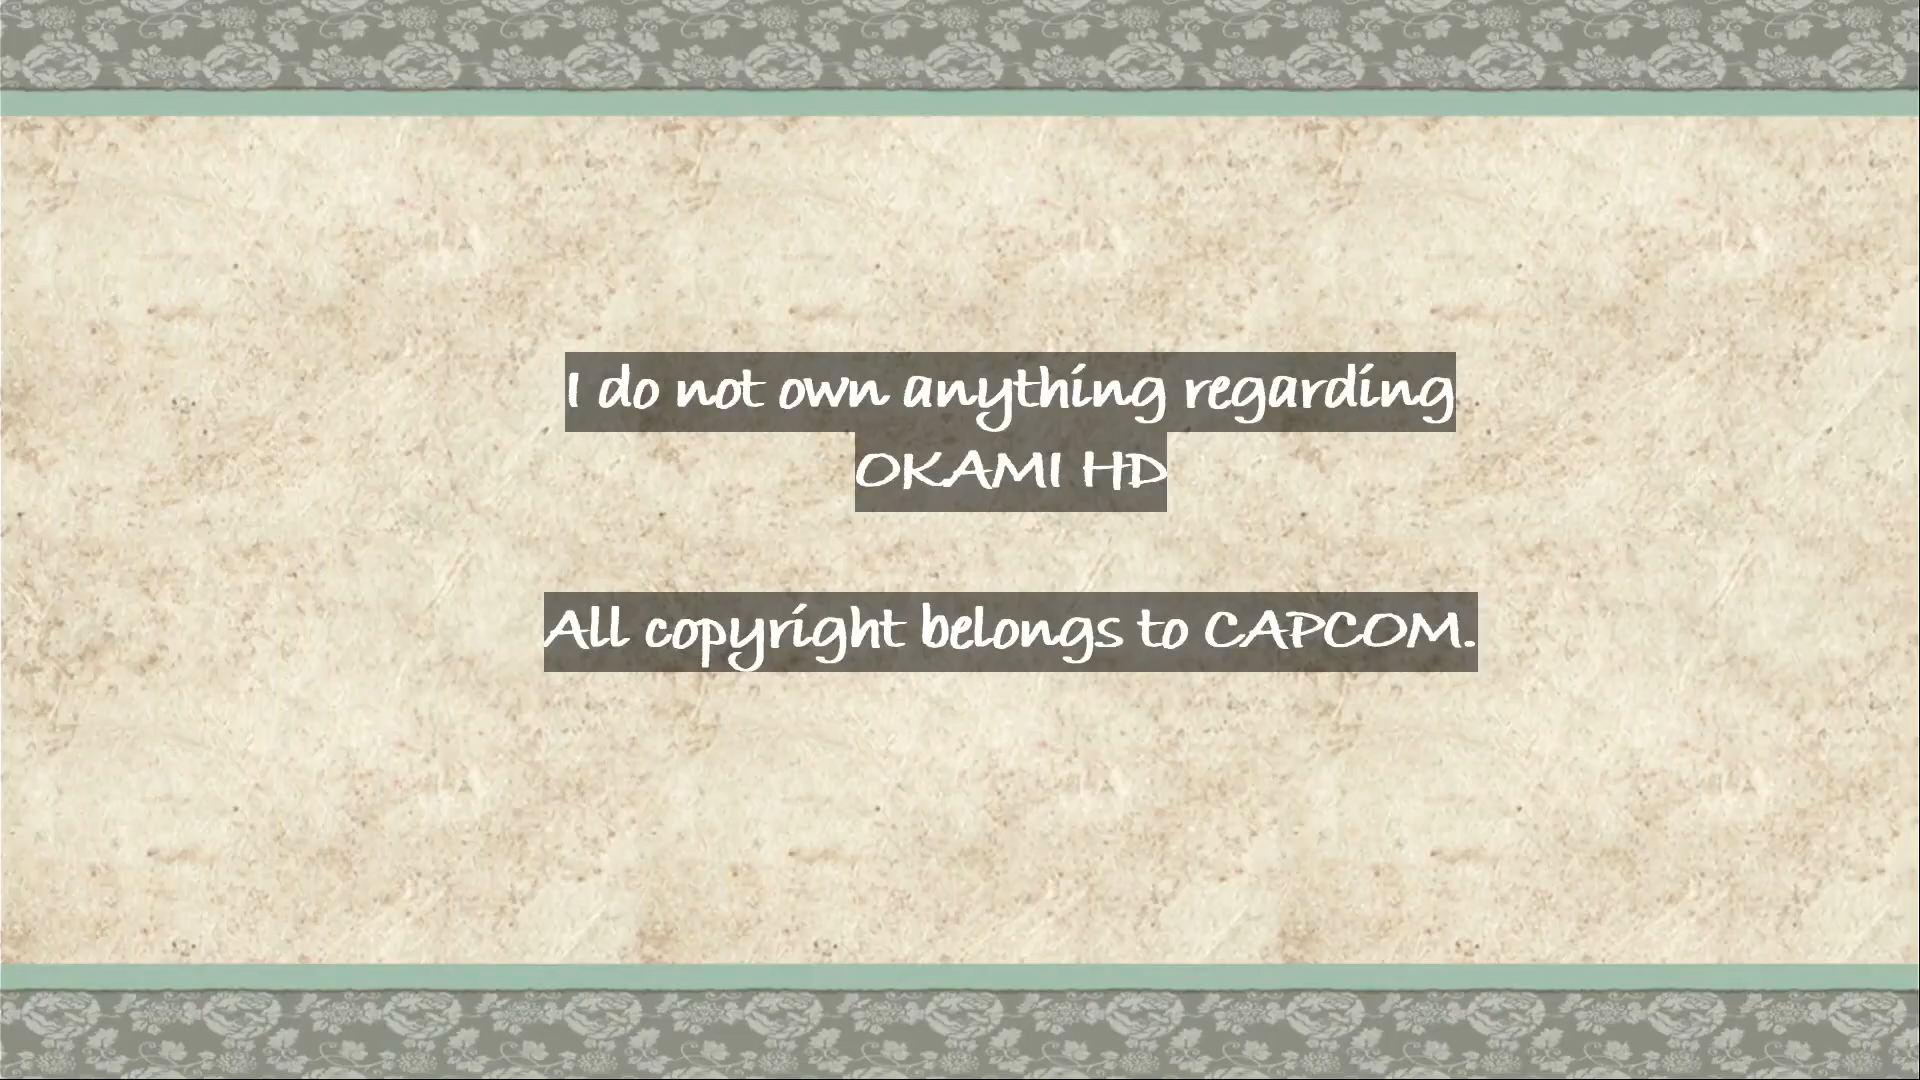 I do not own anything regarding
OKAMI HD
All copyright belongs to CAPCOM.